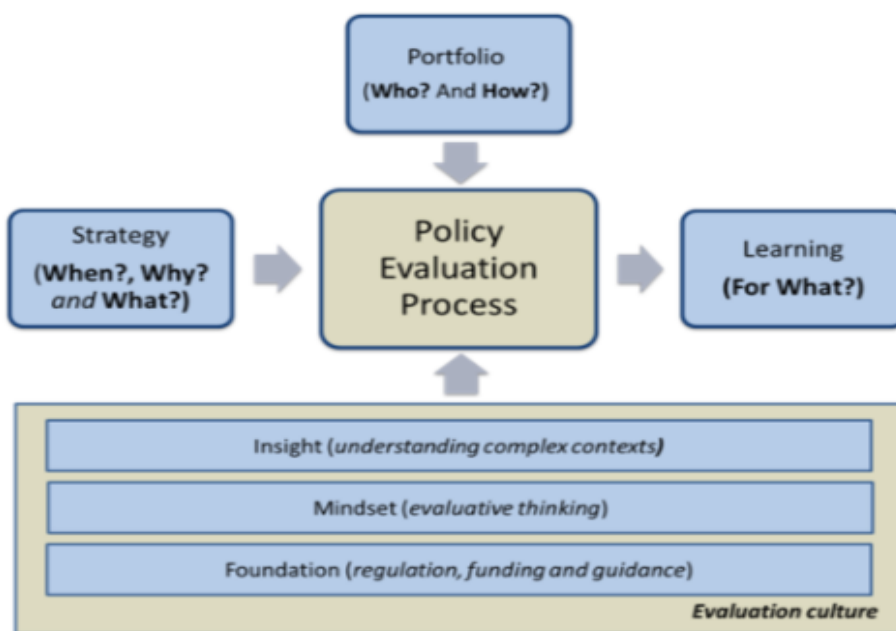 Portfolio
(Who? And How?)
Strategy
(When?, Why?
and What?)
Policy
Evaluation
Process
Learning
(For What?)
Insight (understanding complex contexts)
Mindset (evaluative thinking)
Foundation (regulation, funding and guidance)
Evaluation culture